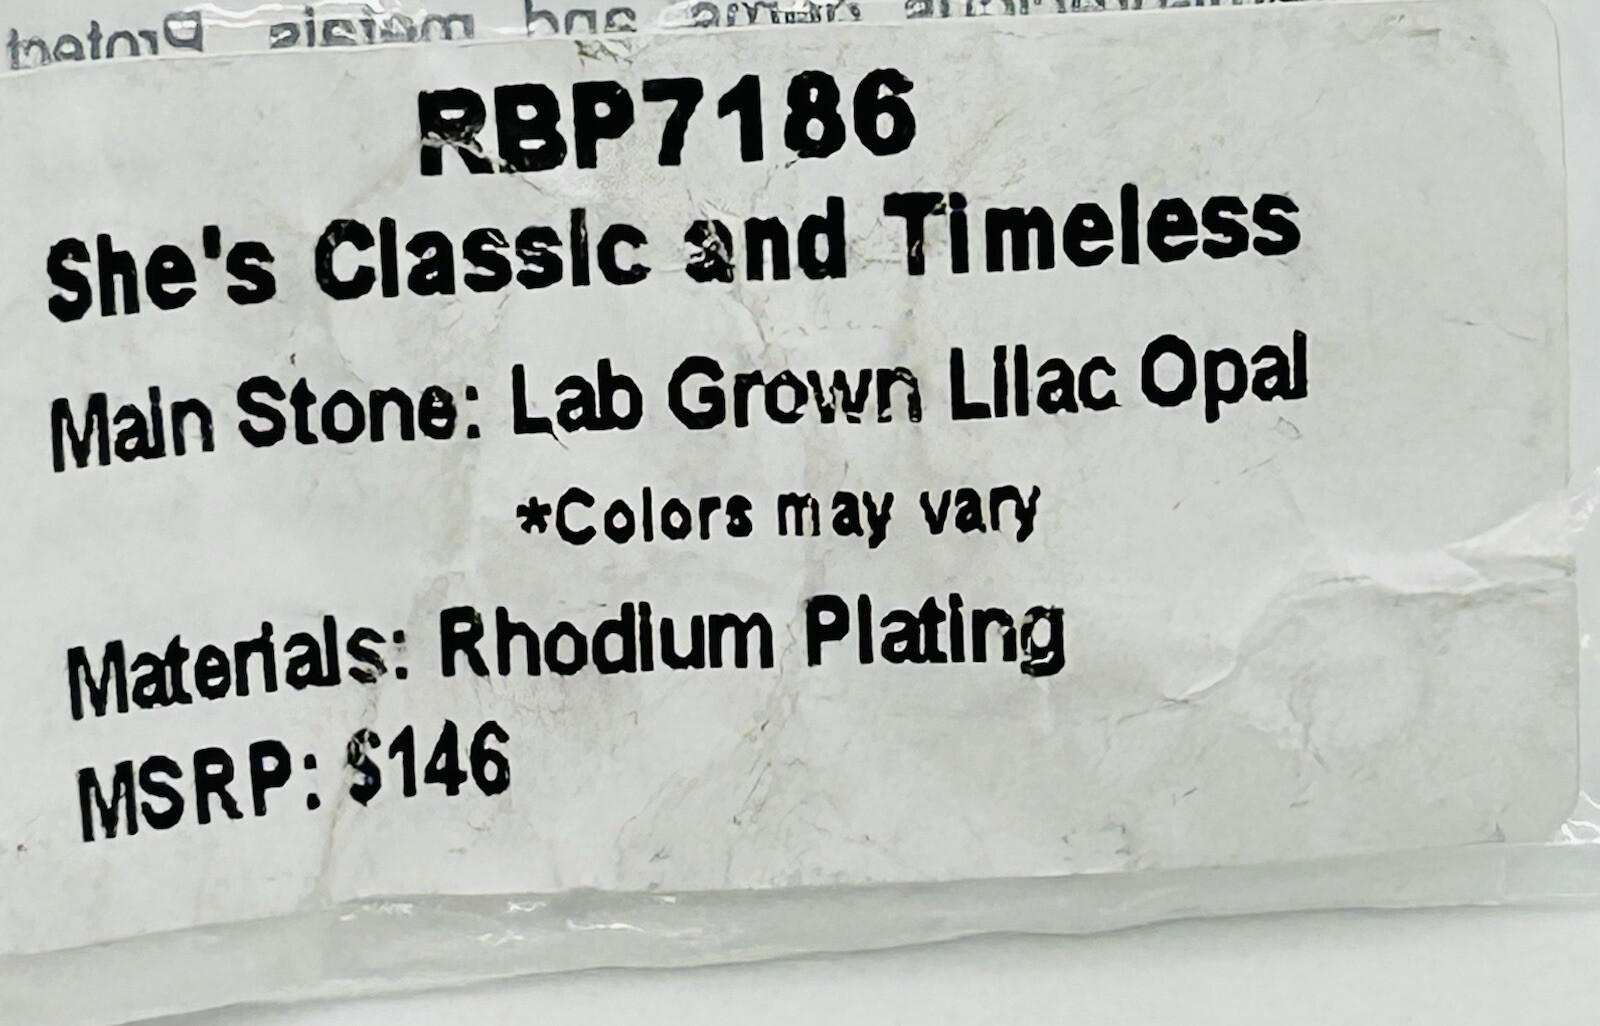 RBP7186
She's Classic and Timeless
Main Stone: Lab Grown Lilac Opal
*Colors may vary
Materials: Rhodium Plating
MSRP: $146